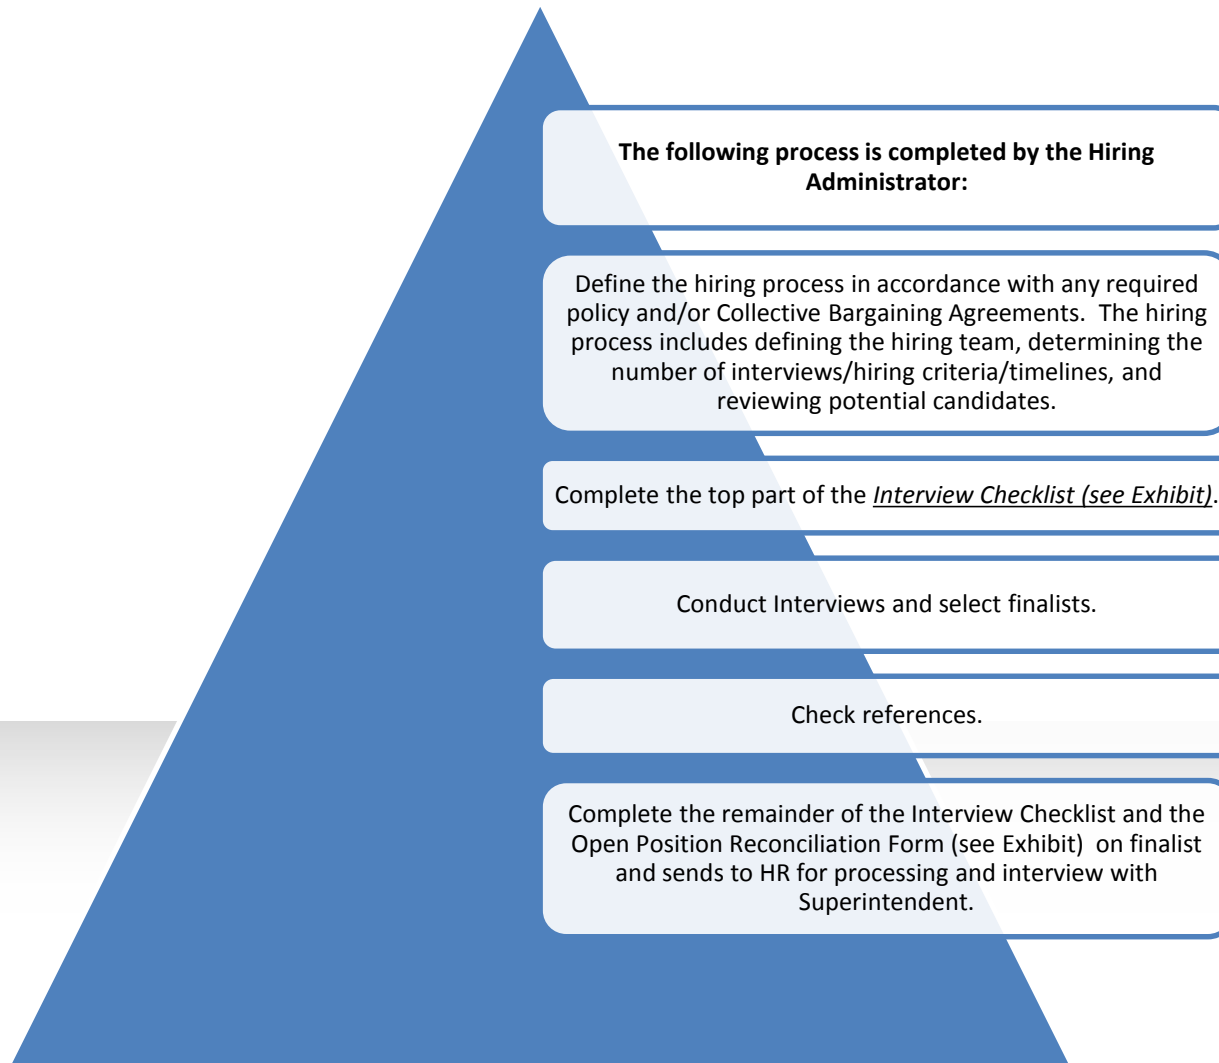 The following process is completed by the Hiring
Administrator:
Define the hiring process in accordance with any required
policy and/or Collective Bargaining Agreements.  The hiring
process includes defining the hiring team, determining the
number of interviews/hiring criteria/timelines, and
reviewing potential candidates.
Complete the top part of the Interview Checklist (see Exhibit).
Conduct Interviews and select finalists.
Check references.
Complete the remainder of the Interview Checklist and the
Open Position Reconciliation Form (see Exhibit)  on finalist
and sends to HR for processing and interview with
Superintendent.